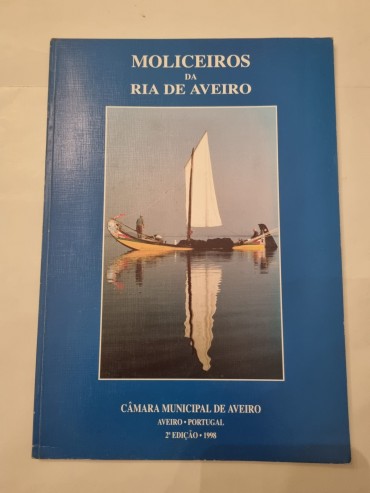 MOLICEIROS
DA
RIA DE AVEIRO
CÂMARA MUNICIPAL DE AVEIRO
AVEIRO • PORTUGAL
2ª EDIÇÃO • 1998